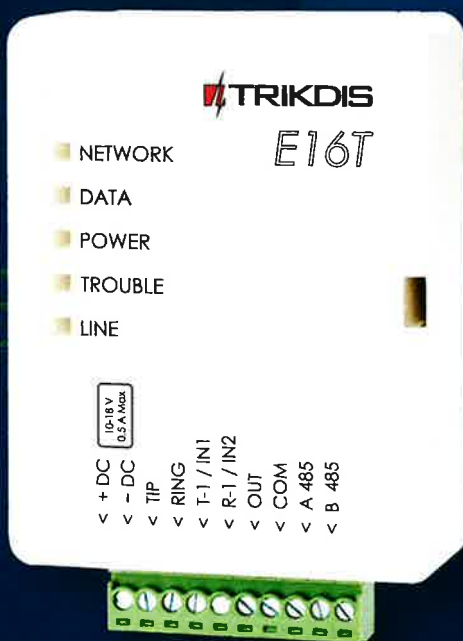 TRIKDIS
E16T
NETWORK
DATA
POWER
TROUBLE
LINE
10-18 V
0.5 A Max
< + DC
< - DC
< TIP
< RING
< T-1 / IN1
< R-1 / IN2
< OUT
< COM
< A 485
< B 485